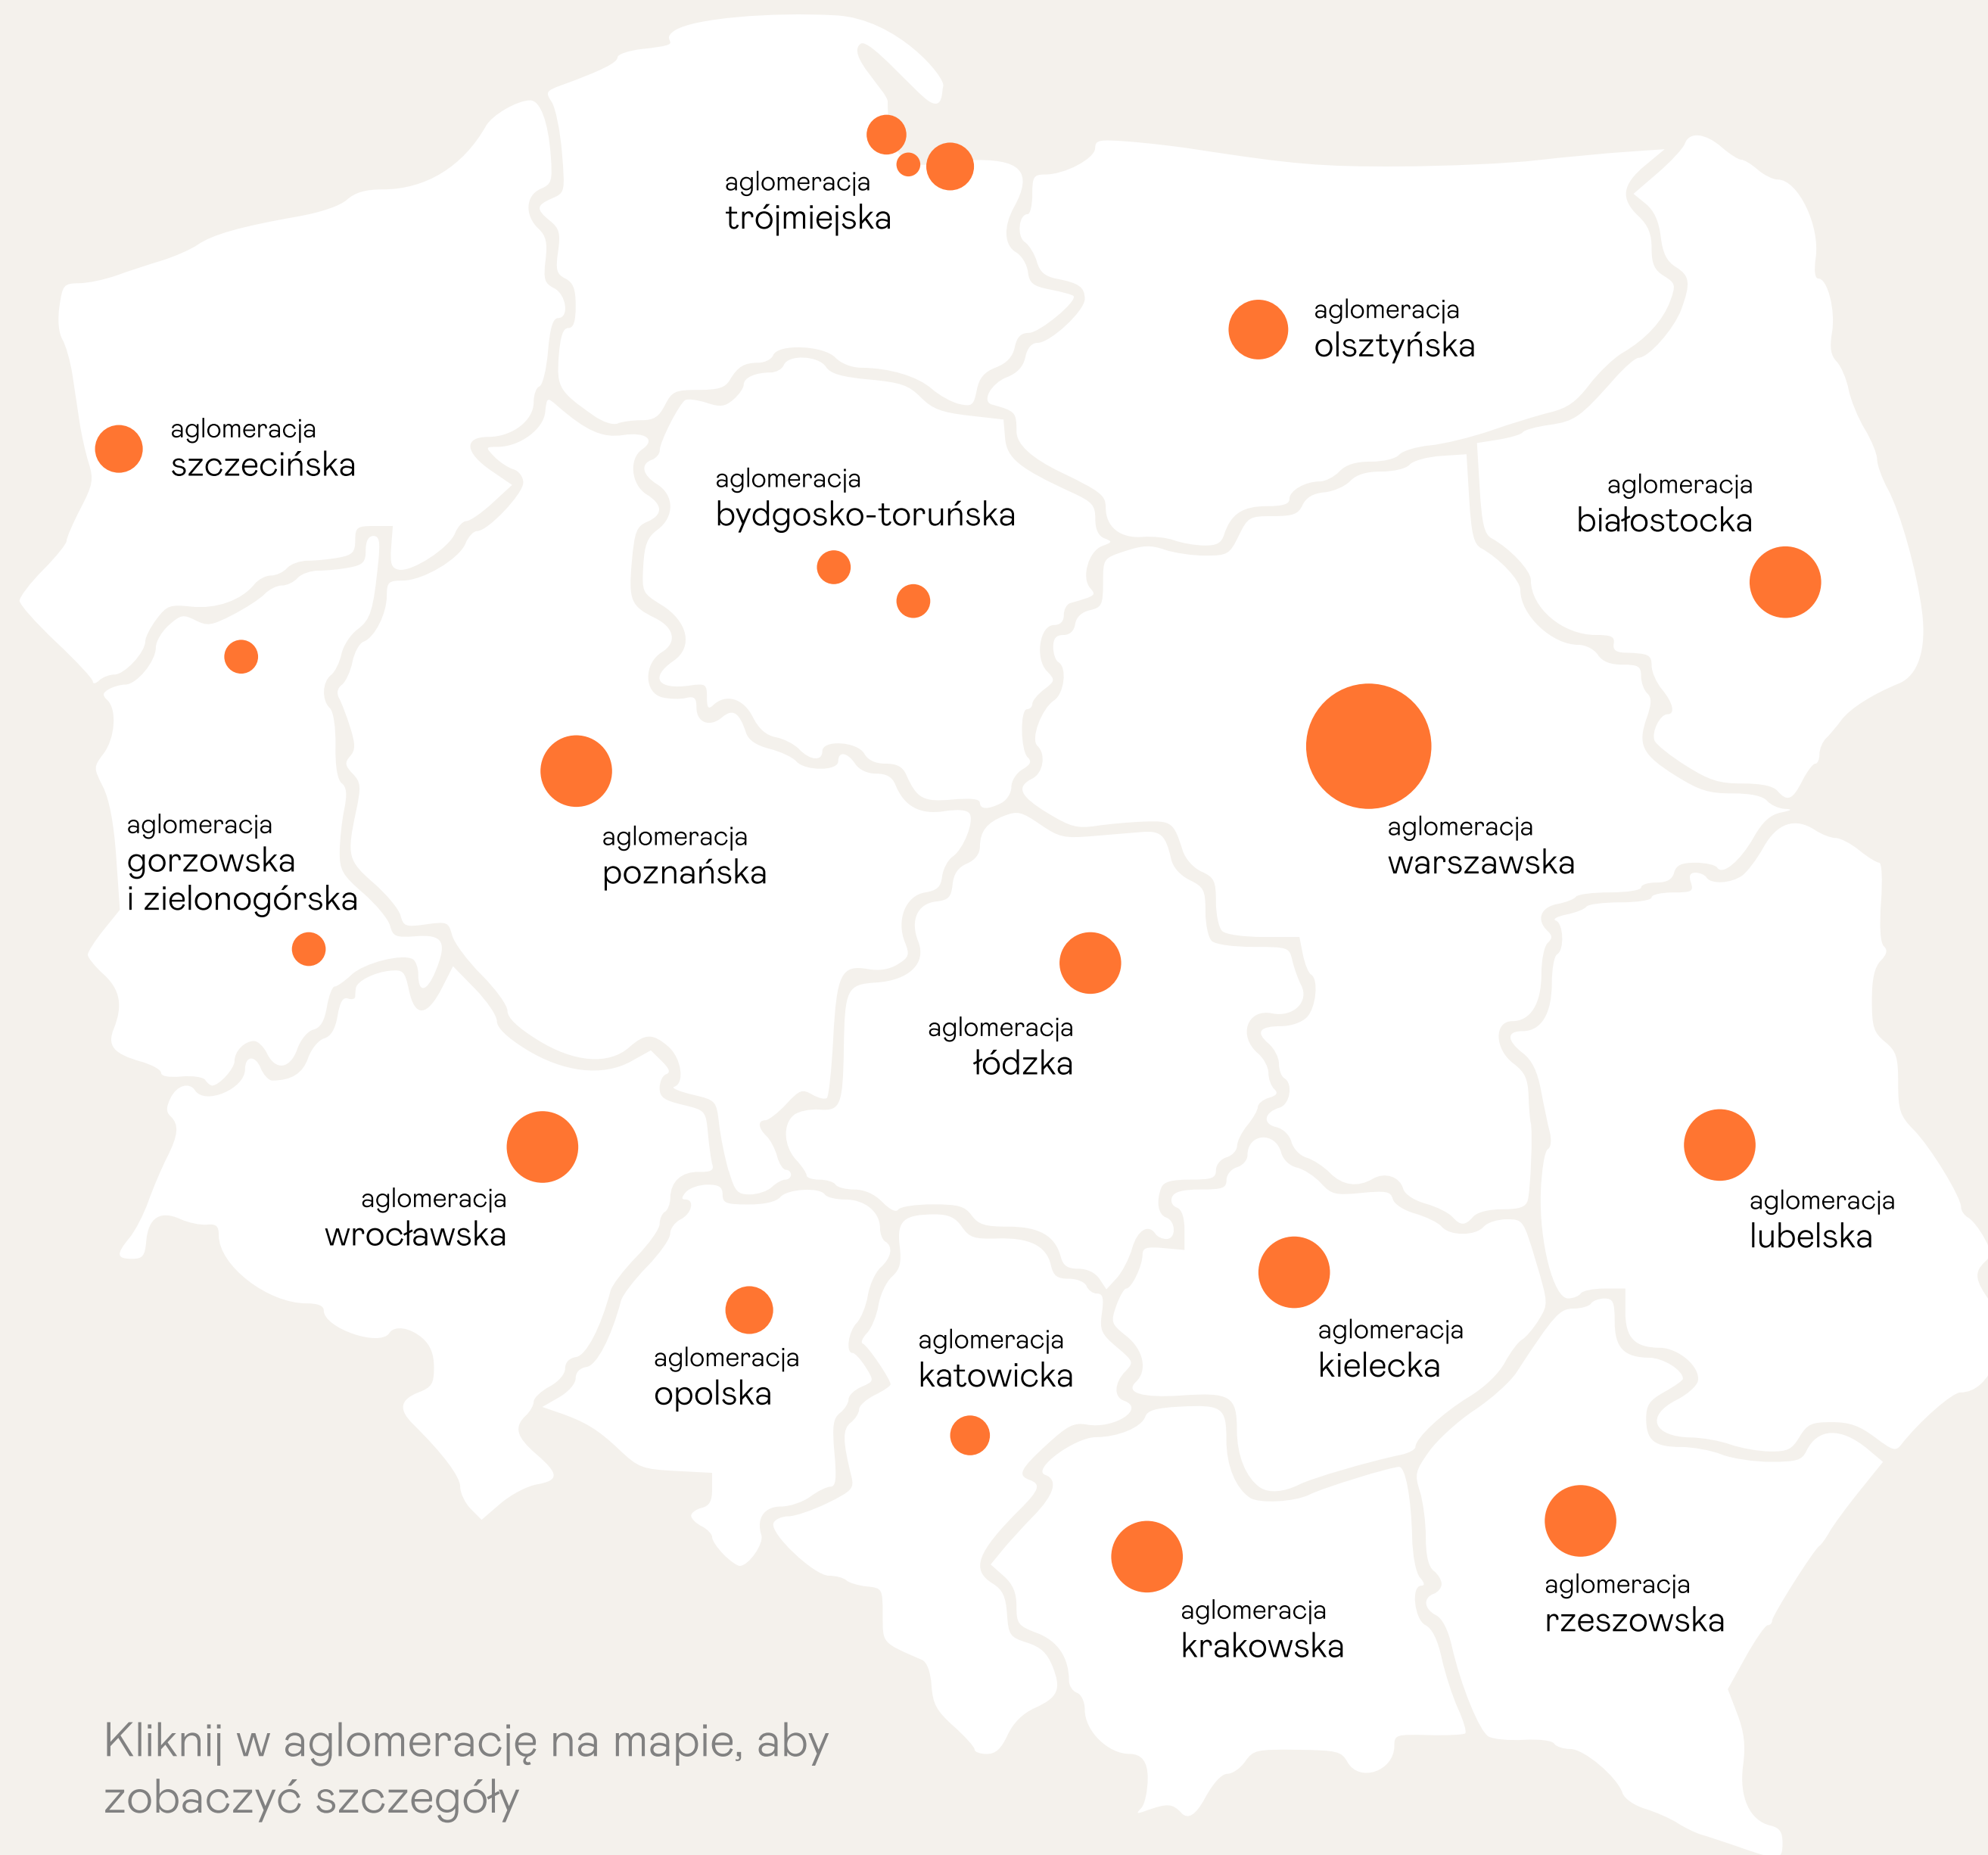 aglomeracja
trójmiejska
aglomeracja
olsztyńska
aglomeracja
szczecińska
aglomeracja
bydgosko-toruńska
aglomeracja
białostocka
aglomeracja
gorzowska
i zielonogórska
aglomeracja
poznańska
aglomeracja
warszawska
aglomeracja
łódzka
aglomeracja
wrocławska
aglomeracja
lubelska
aglomeracja
opolska
aglomeracja
katowicka
aglomeracja
kielecka
aglomeracja
krakowska
aglomeracja
rzeszowska
Kliknij w aglomerację na mapie, aby
zobaczyć szczegóły